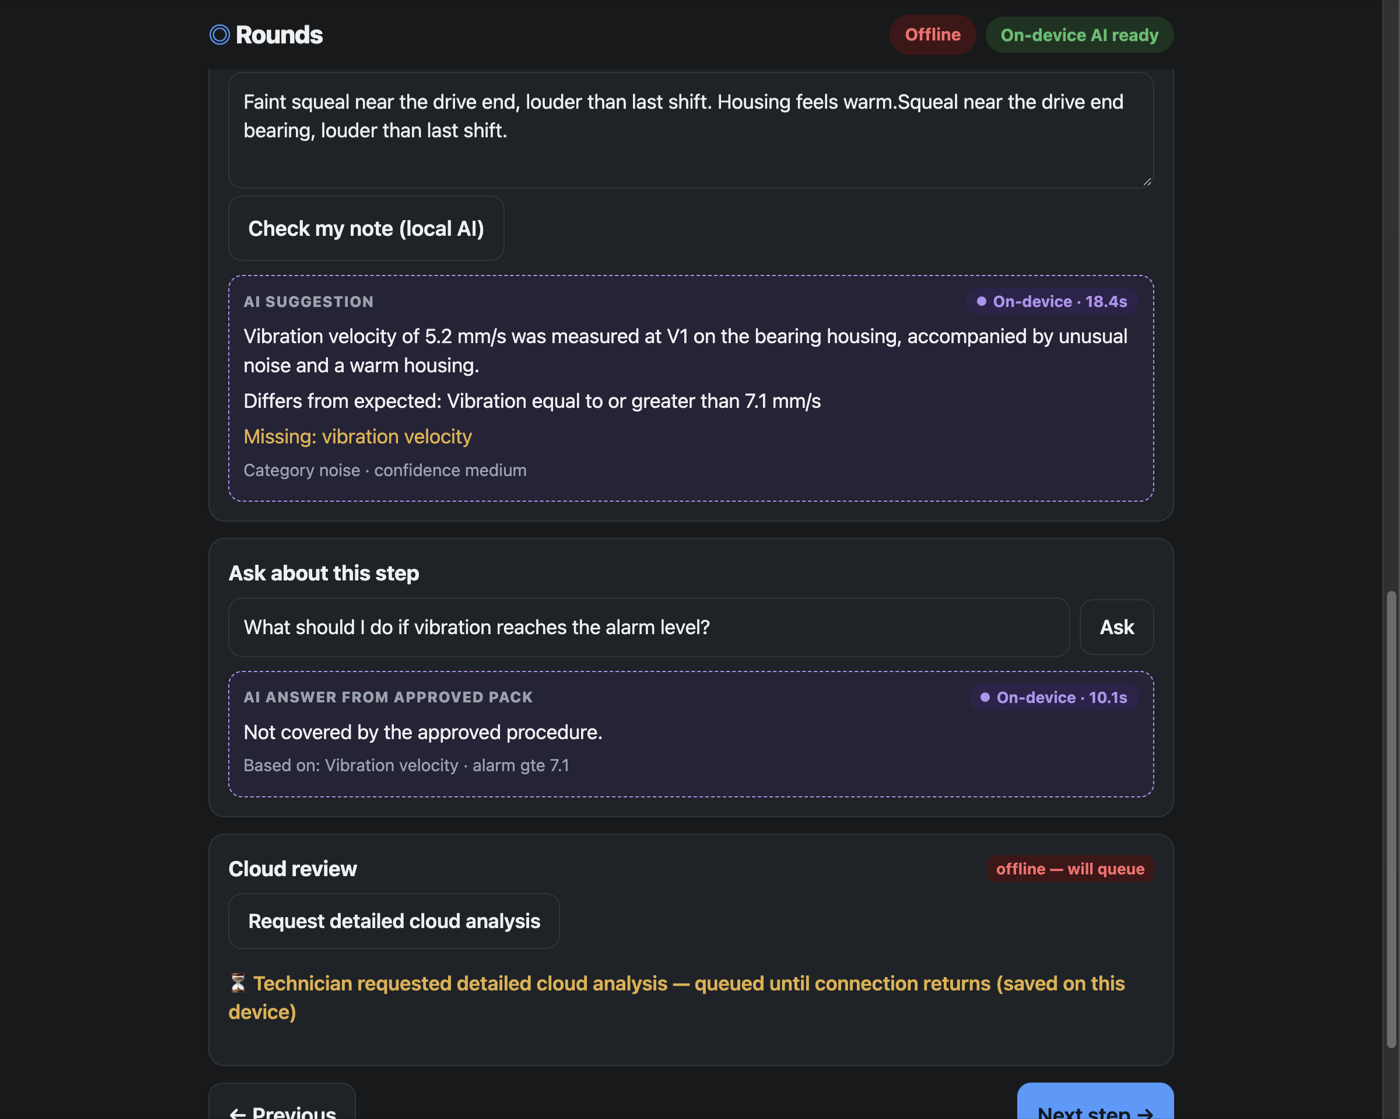 Rounds
Offline
On-device AI ready
Faint squeal near the drive end, louder than last shift. Housing feels warm.Squeal near the drive end
bearing, louder than last shift.
Check my note (local AI)
AI SUGGESTION
On-device · 18.4s
Vibration velocity of 5.2 mm/s was measured at V1 on the bearing housing, accompanied by unusual
noise and a warm housing.
Differs from expected: Vibration equal to or greater than 7.1 mm/s
Missing: vibration velocity
Category noise · confidence medium
Ask about this step
What should I do if vibration reaches the alarm level?
Ask
AI ANSWER FROM APPROVED PACK
On-device · 10.1s
Not covered by the approved procedure.
Based on: Vibration velocity · alarm gte 7.1
Cloud review
offline — will queue
Request detailed cloud analysis
⏳ Technician requested detailed cloud analysis — queued until connection returns (saved on this
device)
← Previous
Next step →